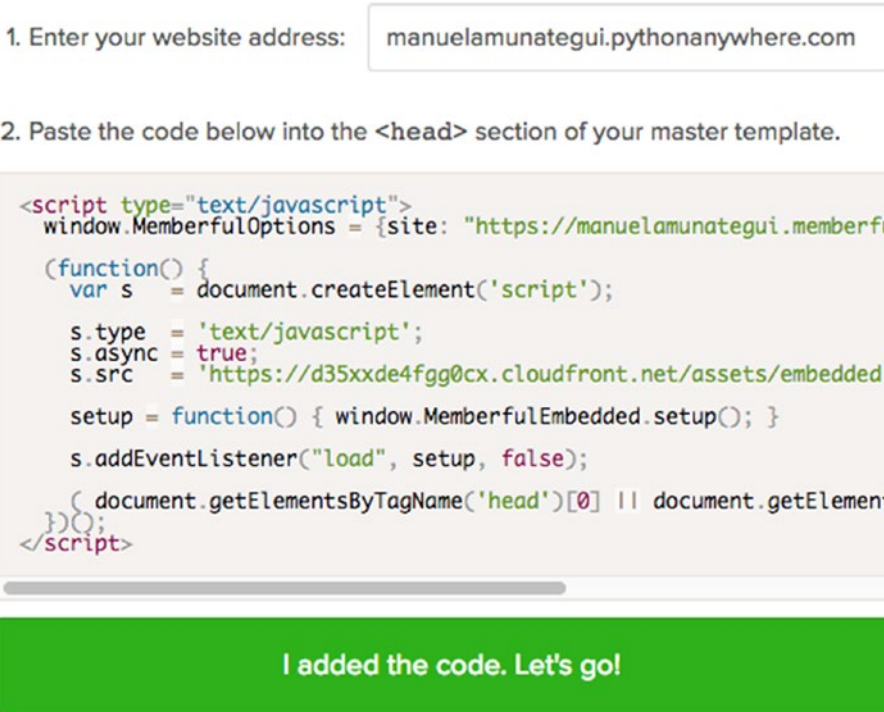 1. Enter your website address: manuelamunategui.pythonanywhere.com
2. Paste the code below into the <head> section of your master template.
<script type="text/javascript">
window.MemberfulOptions = {site: "https://manuelamunategui.memberf
(function() {
var s = document.createElement('script');
s.type = 'text/javascript';
s.async = true;
s.src = 'https://d35xxde4fgg0cx.cloudfront.net/assets/embedded
setup = function() { window.MemberfulEmbedded.setup(); }
s.addEventListener("load", setup, false);
( document.getElementsByTagName('head')[0] || document.getElemen
})();
</script>
I added the code. Let's go!